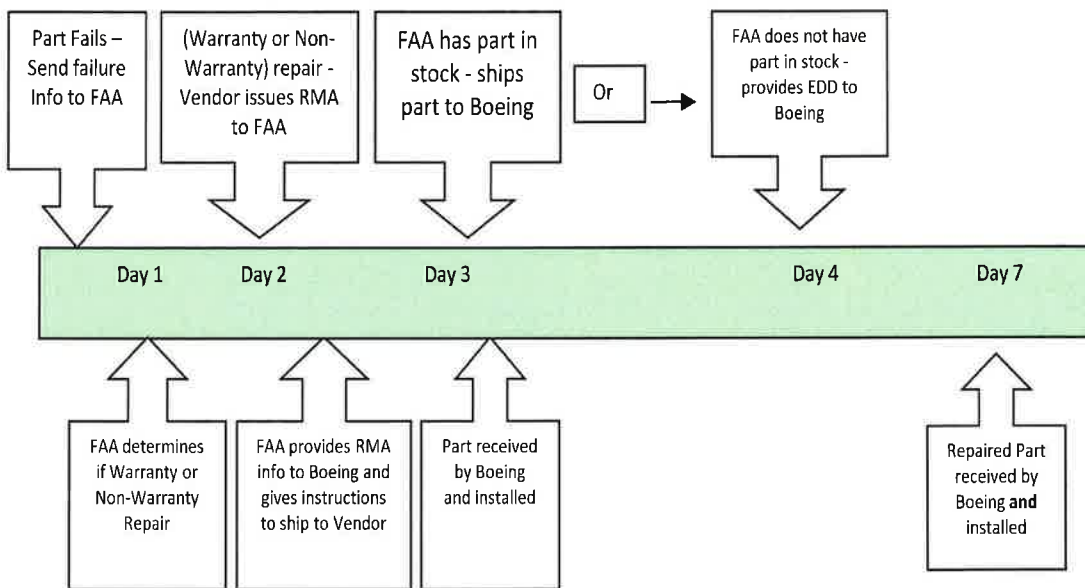 Part Fails –
Send failure
Info to FAA
(Warranty or Non-
Warranty) repair -
Vendor issues RMA
to FAA
FAA has part in
stock - ships
part to Boeing
Or
FAA does not have
part in stock -
provides EDD to
Boeing
Day 1
Day 2
Day 3
Day 4
Day 7
FAA determines
if Warranty or
Non-Warranty
Repair
FAA provides RMA
info to Boeing and
gives instructions
to ship to Vendor
Part received
by Boeing
and installed
Repaired Part
received by
Boeing and
installed